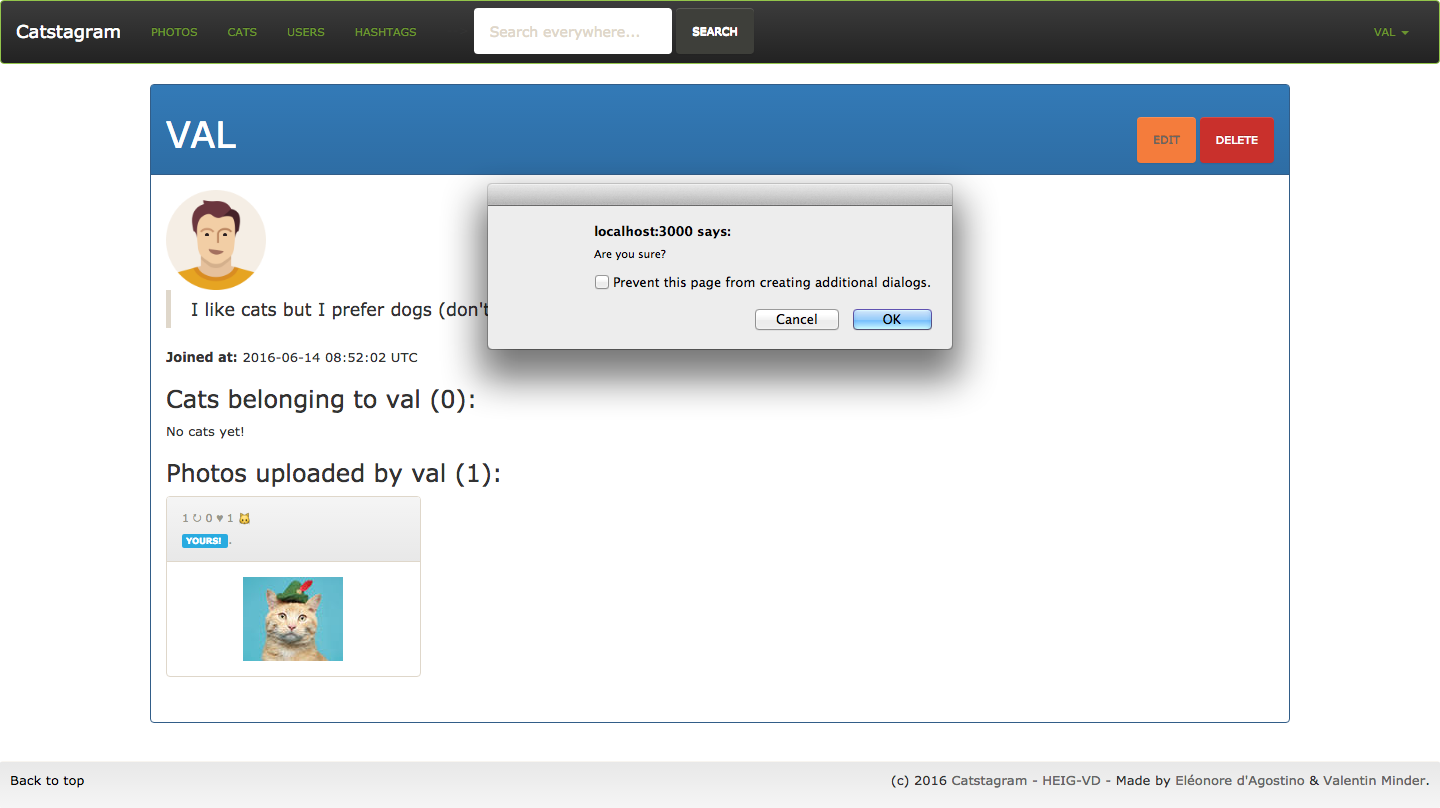 Catstagram PHOTOS CATS USERS HASHTAGS Search everywhere... SEARCH VAL
VAL
EDIT DELETE
localhost:3000 says:
Are you sure?
Prevent this page from creating additional dialogs.
Cancel OK
I like cats but I prefer dogs (don't
Joined at: 2016-06-14 08:52:02 UTC
Cats belonging to val (0):
No cats yet!
Photos uploaded by val (1):
1 ↻ 0 ♥ 1 🐱
YOURS! .
Back to top
(c) 2016 Catstagram - HEIG-VD - Made by Eléonore d'Agostino & Valentin Minder.